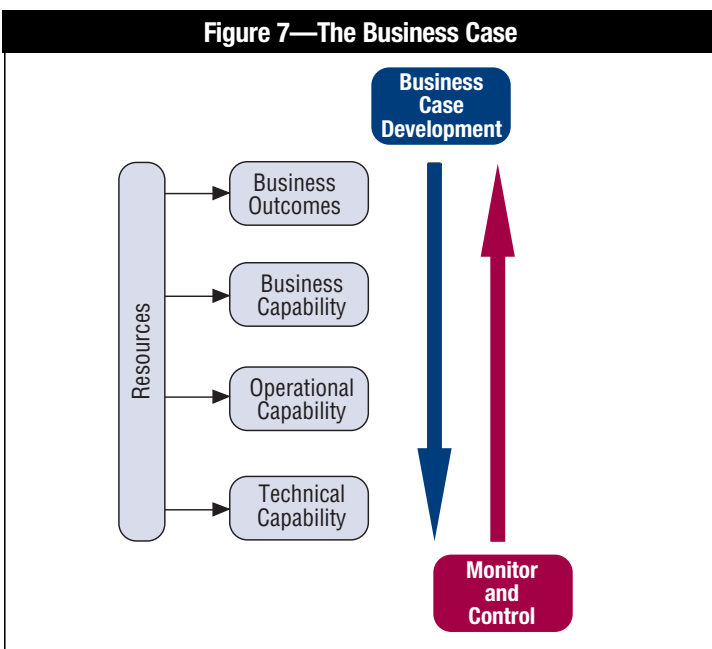 Figure 7—The Business Case
Business
Case
Development
Business
Outcomes
Business
Capability
Resources
Operational
Capability
Technical
Capability
Monitor
and
Control